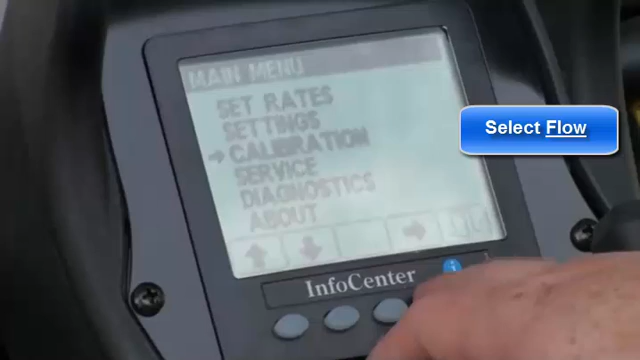 MAIN MENU
SET RATES
SETTINGS
CALIBRATION
SERVICE
DIAGNOSTICS
ABOUT
InfoCenter
i
Select Flow